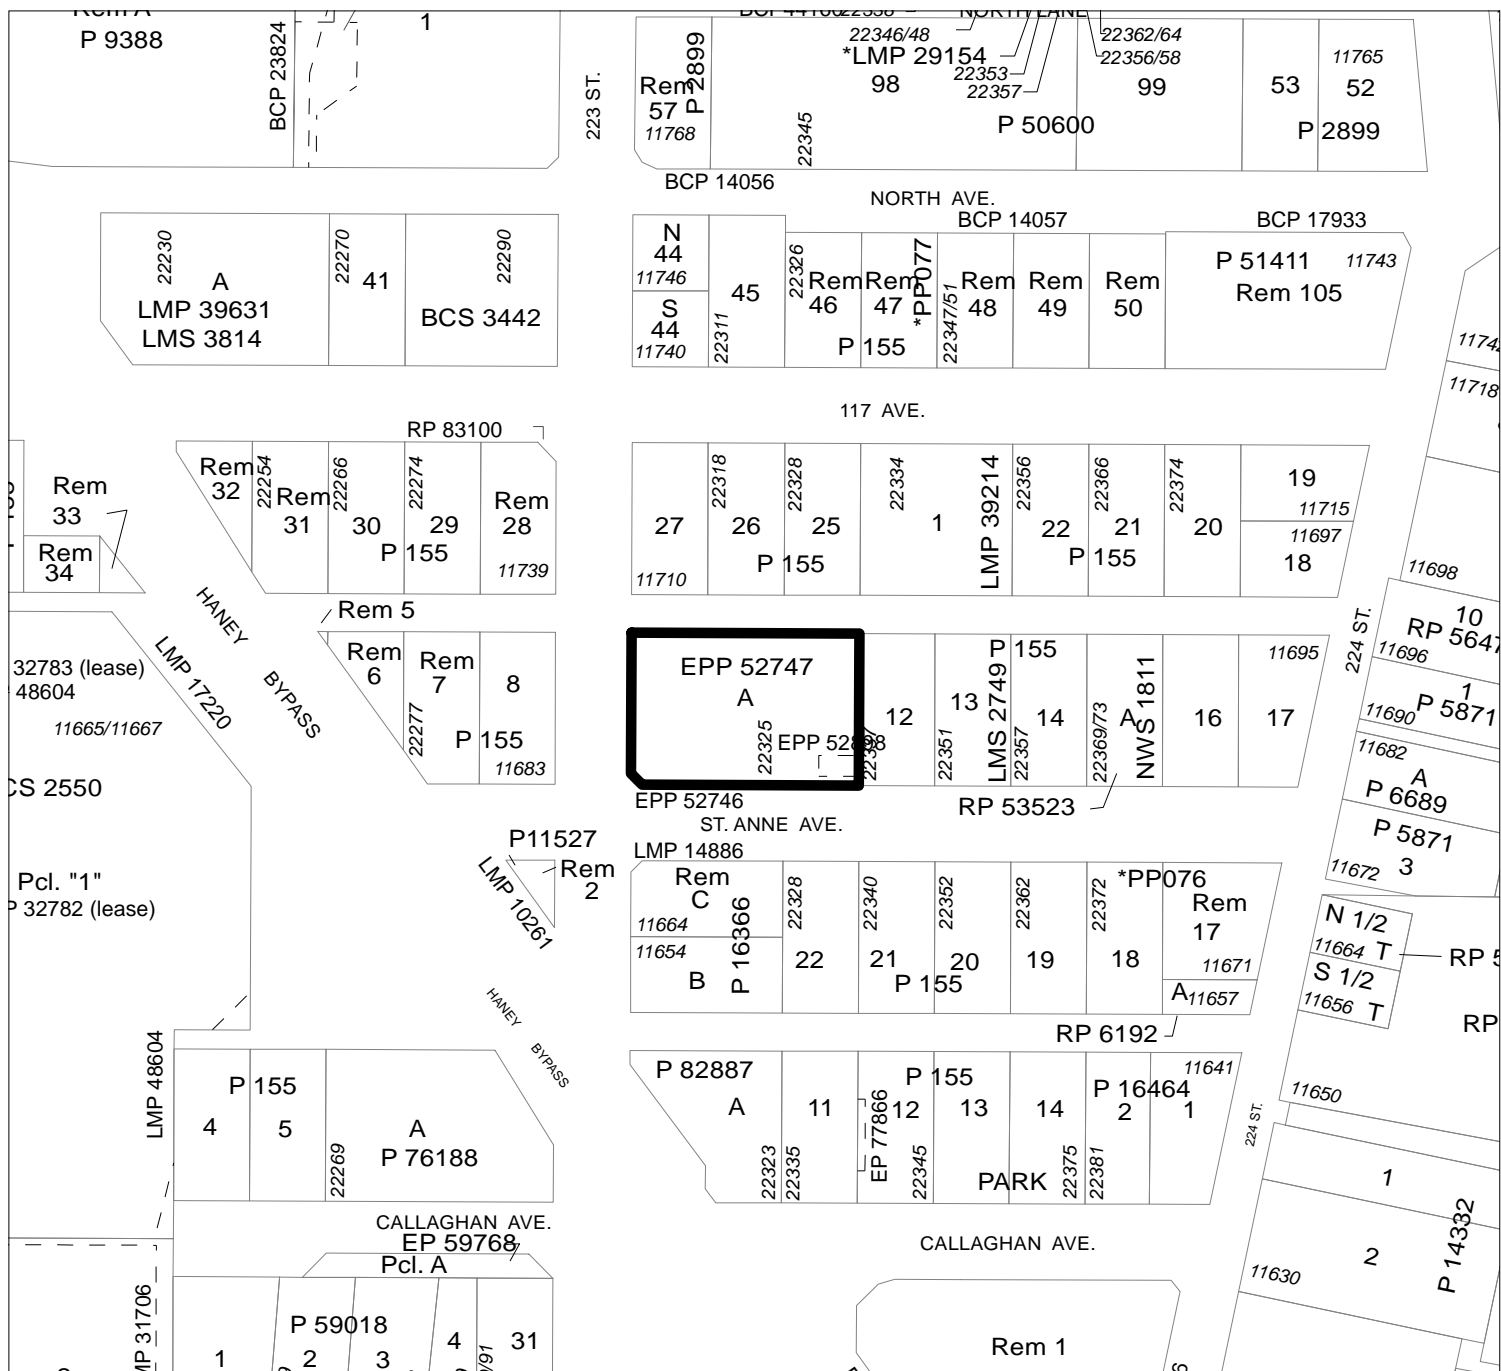 P 9388
BCP 23824
1
223 ST.
Rem
57
11768
P 2899
22346/48
*LMP 29154
98
22353
22357
22345
NORTH LANE
22362/64
22356/58
99
P 50600
53
11765
52
P 2899
BCP 14056
NORTH AVE.
BCP 14057
BCP 17933
22230
A
LMP 39631
LMS 3814
22270
41
22290
BCS 3442
N
44
11746
S
44
11740
45
22311
22326
Rem
46
Rem
47
P 155
*PP077
22347/51
Rem
48
Rem
49
Rem
50
P 51411
11743
Rem 105
11718
117 AVE.
RP 83100
Rem
33
Rem
34
Rem
32
22254
Rem
31
22266
30
22274
29
P 155
Rem
28
11739
27
11710
22318
26
22328
25
P 155
22334
1
LMP 39214
22356
22
22366
21
P 155
22374
20
19
11715
11697
18
11698
HANEY
BYPASS
LMP 17220
Rem 5
Rem
6
Rem
7
22277
8
P 155
11683
32783 (lease)
48604
11665/11667
CS 2550
EPP 52747
A
22325
EPP 52898
12
13
22351
LMS 2749
P 155
14
22357
A
22369/73
NWS 1811
16
11695
17
224 ST.
10
RP 5647
11696
1
P 5871
11690
11682
A
P 6689
P 5871
3
11672
EPP 52746
ST. ANNE AVE.
RP 53523
LMP 14886
P11527
Rem
2
LMP 10261
Pcl. "1"
P 32782 (lease)
Rem
C
11664
11654
B
P 16366
22328
22
22340
21
P 155
22352
20
22362
19
22372
18
*PP076
Rem
17
11671
A
11657
RP 6192
N 1/2
11664 T
S 1/2
11656 T
RP 5
RP
11650
HANEY
BYPASS
LMP 48604
P 155
4
5
A
P 76188
22269
P 82887
A
22323
11
22335
EP 77866
P 155
12
22345
13
14
PARK
22375
P 16464
2
22381
11641
1
224 ST.
1
2
P 14332
11630
CALLAGHAN AVE.
EP 59768
Pcl. A
CALLAGHAN AVE.
P 59018
1
2
3
4
31
Rem 1